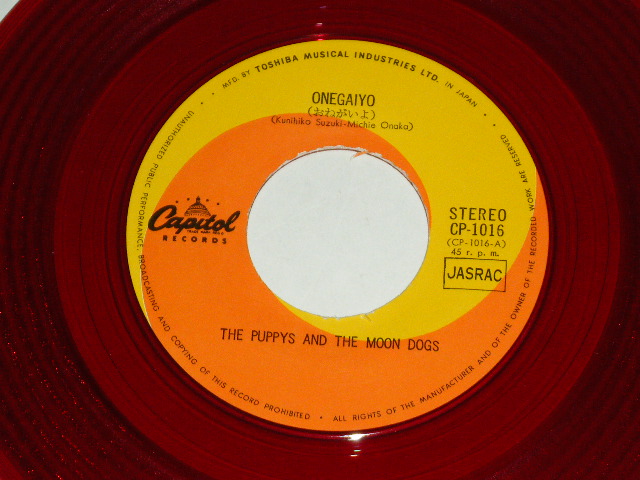 MFD. BY TOSHIBA MUSICAL INDUSTRIES LTD. IN JAPAN
ONEGAIYO
(おねがいよ)
(Kunihiko Suzuki-Michie Onaka)
Capitol
RECORDS
STEREO
CP-1016
(CP-1016-A)
45 r. p. m.
JASRAC
THE PUPPYS AND THE MOON DOGS
UNAUTHORIZED PUBLIC PERFORMANCE, BROADCASTING AND COPYING OF THIS RECORD PROHIBITED • ALL RIGHTS OF THE MANUFACTURER AND OF THE OWNER OF THE RECORDED WORK ARE RESERVED